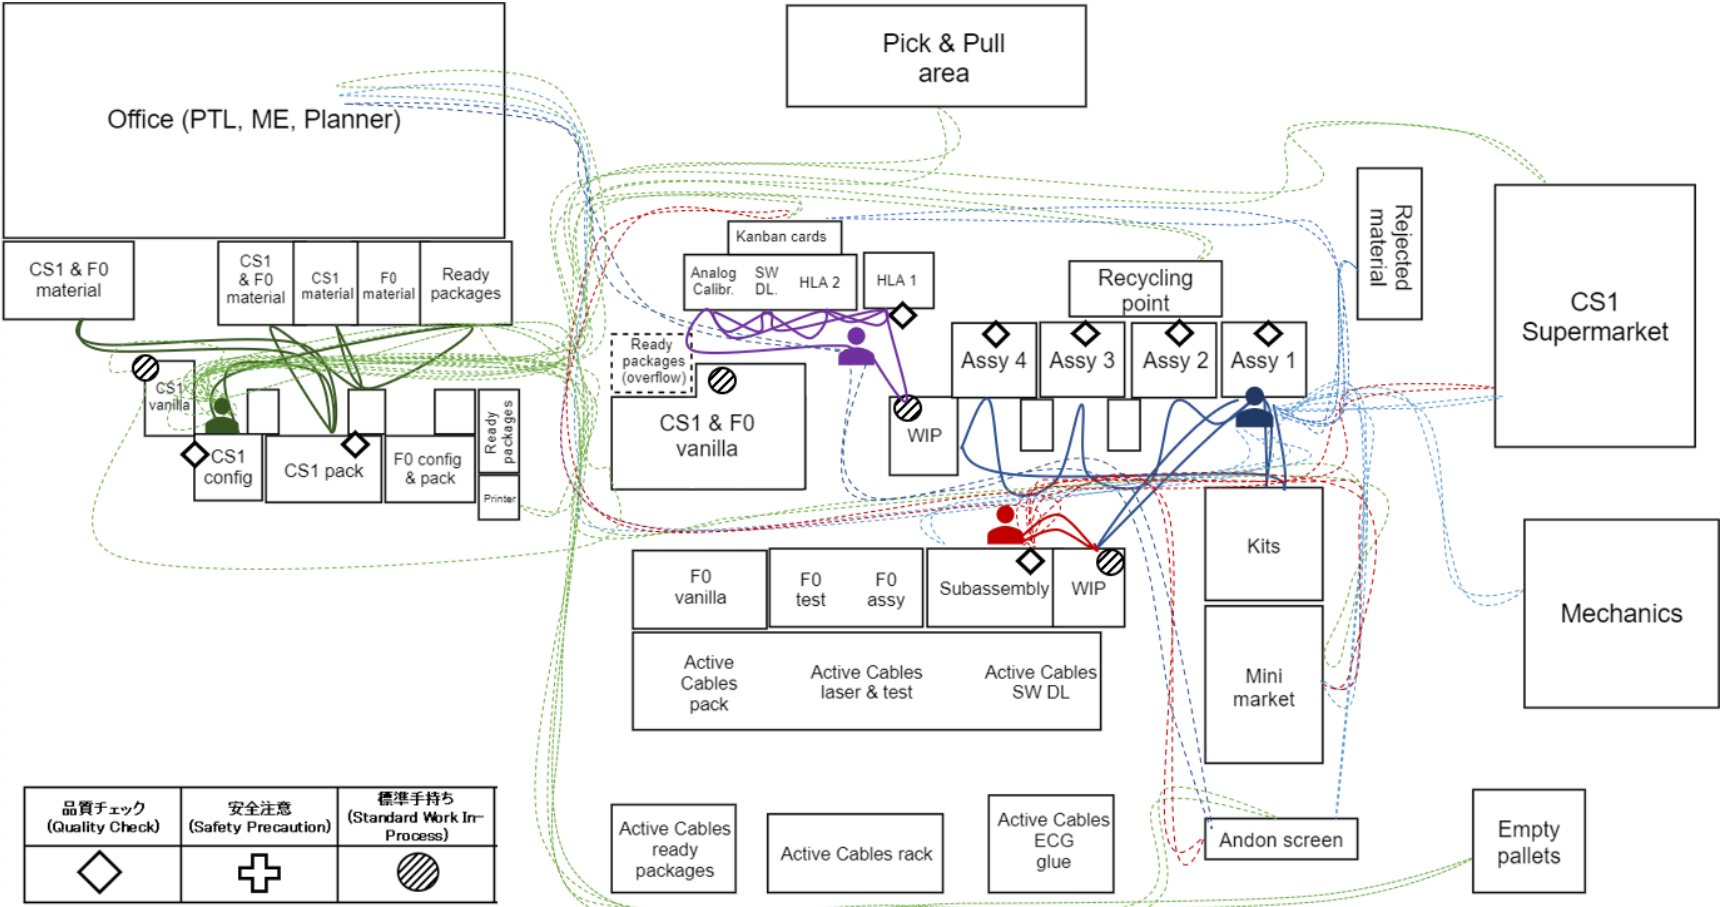 Pick & Pull
area
Office (PTL, ME, Planner)
Rejected
material
CS1
Supermarket
Kanban cards
Analog
Calibr.
SW
DL.
HLA 2
HLA 1
Recycling
point
CS1 & F0
material
CS1
& F0
material
CS1
material
F0
material
Ready
packages
Ready
packages
(overflow)
Assy 4
Assy 3
Assy 2
Assy 1
CS1
vanilla
CS1
config
CS1 pack
F0 config
& pack
Ready
packages
Printer
CS1 & F0
vanilla
WIP
Kits
Mechanics
F0
vanilla
F0
test
F0
assy
Subassembly
WIP
Active
Cables
pack
Active Cables
laser & test
Active Cables
SW DL
Mini
market
品質チェック
(Quality Check)
安全注意
(Safety Precaution)
標準手持ち
(Standard Work In-
Process)
Active Cables
ready
packages
Active Cables rack
Active Cables
ECG
glue
Andon screen
Empty
pallets